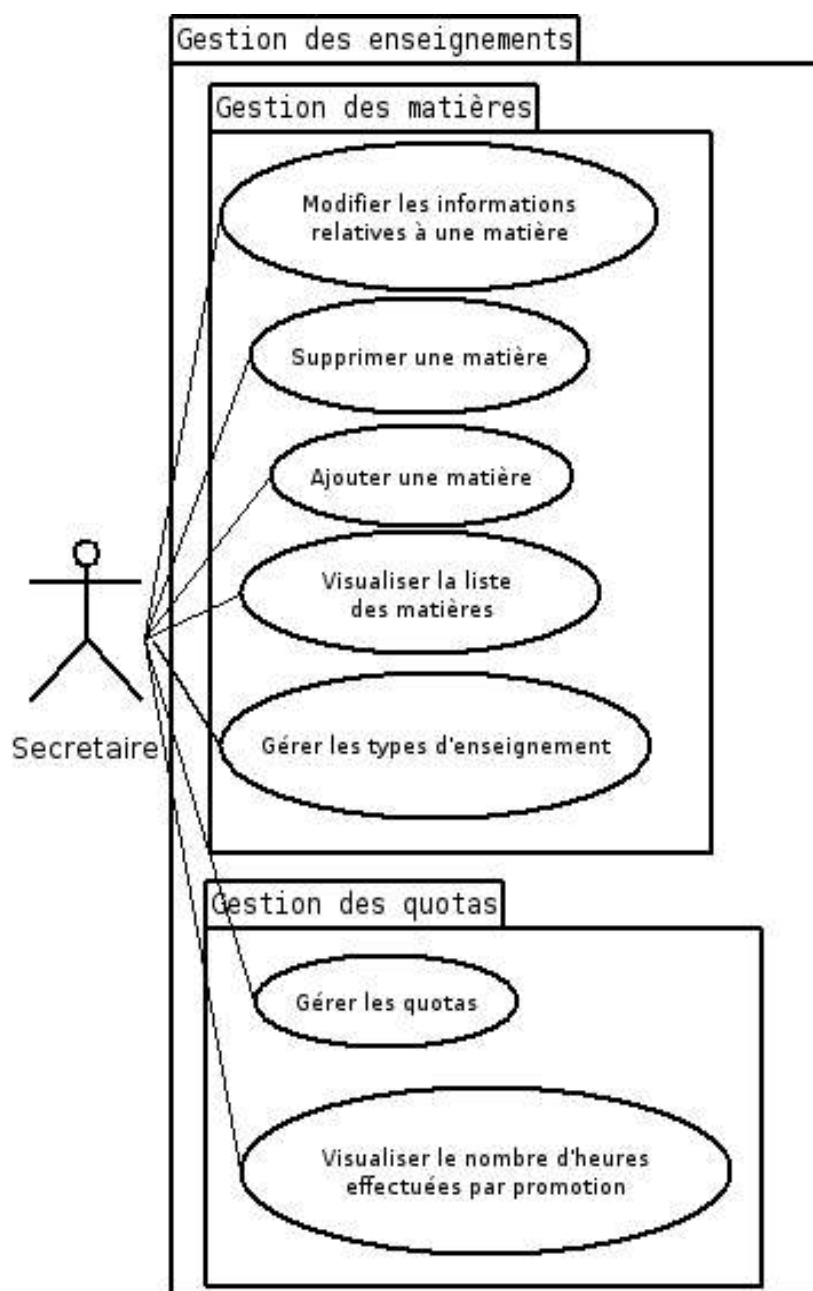 Gestion des enseignements
Gestion des matières
Modifier les informations
relatives à une matière
Supprimer une matière
Ajouter une matière
Visualiser la liste
des matières
Gérer les types d'enseignement
Secretaire
Gestion des quotas
Gérer les quotas
Visualiser le nombre d'heures
effectuées par promotion